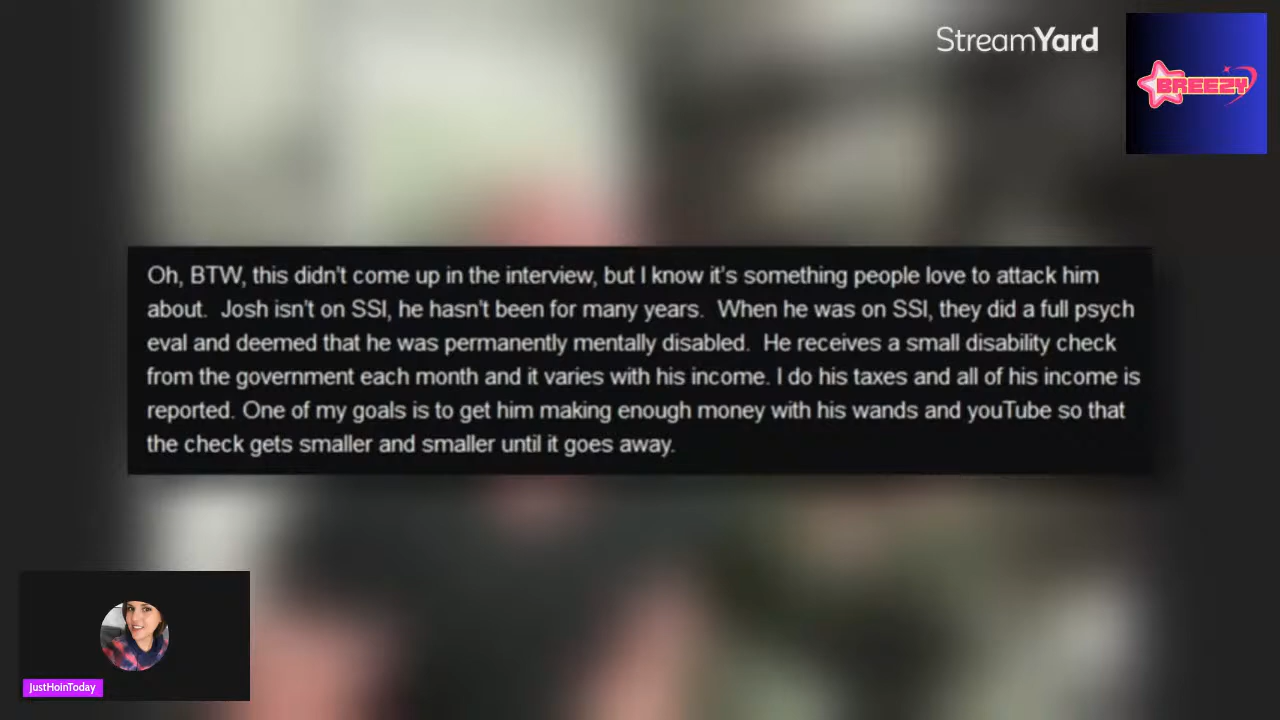 StreamYard
BREEZY
Oh, BTW, this didn't come up in the interview, but I know it's something people love to attack him
about.  Josh isn't on SSI, he hasn't been for many years.  When he was on SSI, they did a full psych
eval and deemed that he was permanently mentally disabled.  He receives a small disability check
from the government each month and it varies with his income. I do his taxes and all of his income is
reported. One of my goals is to get him making enough money with his wands and youTube so that
the check gets smaller and smaller until it goes away.
JustHoinToday